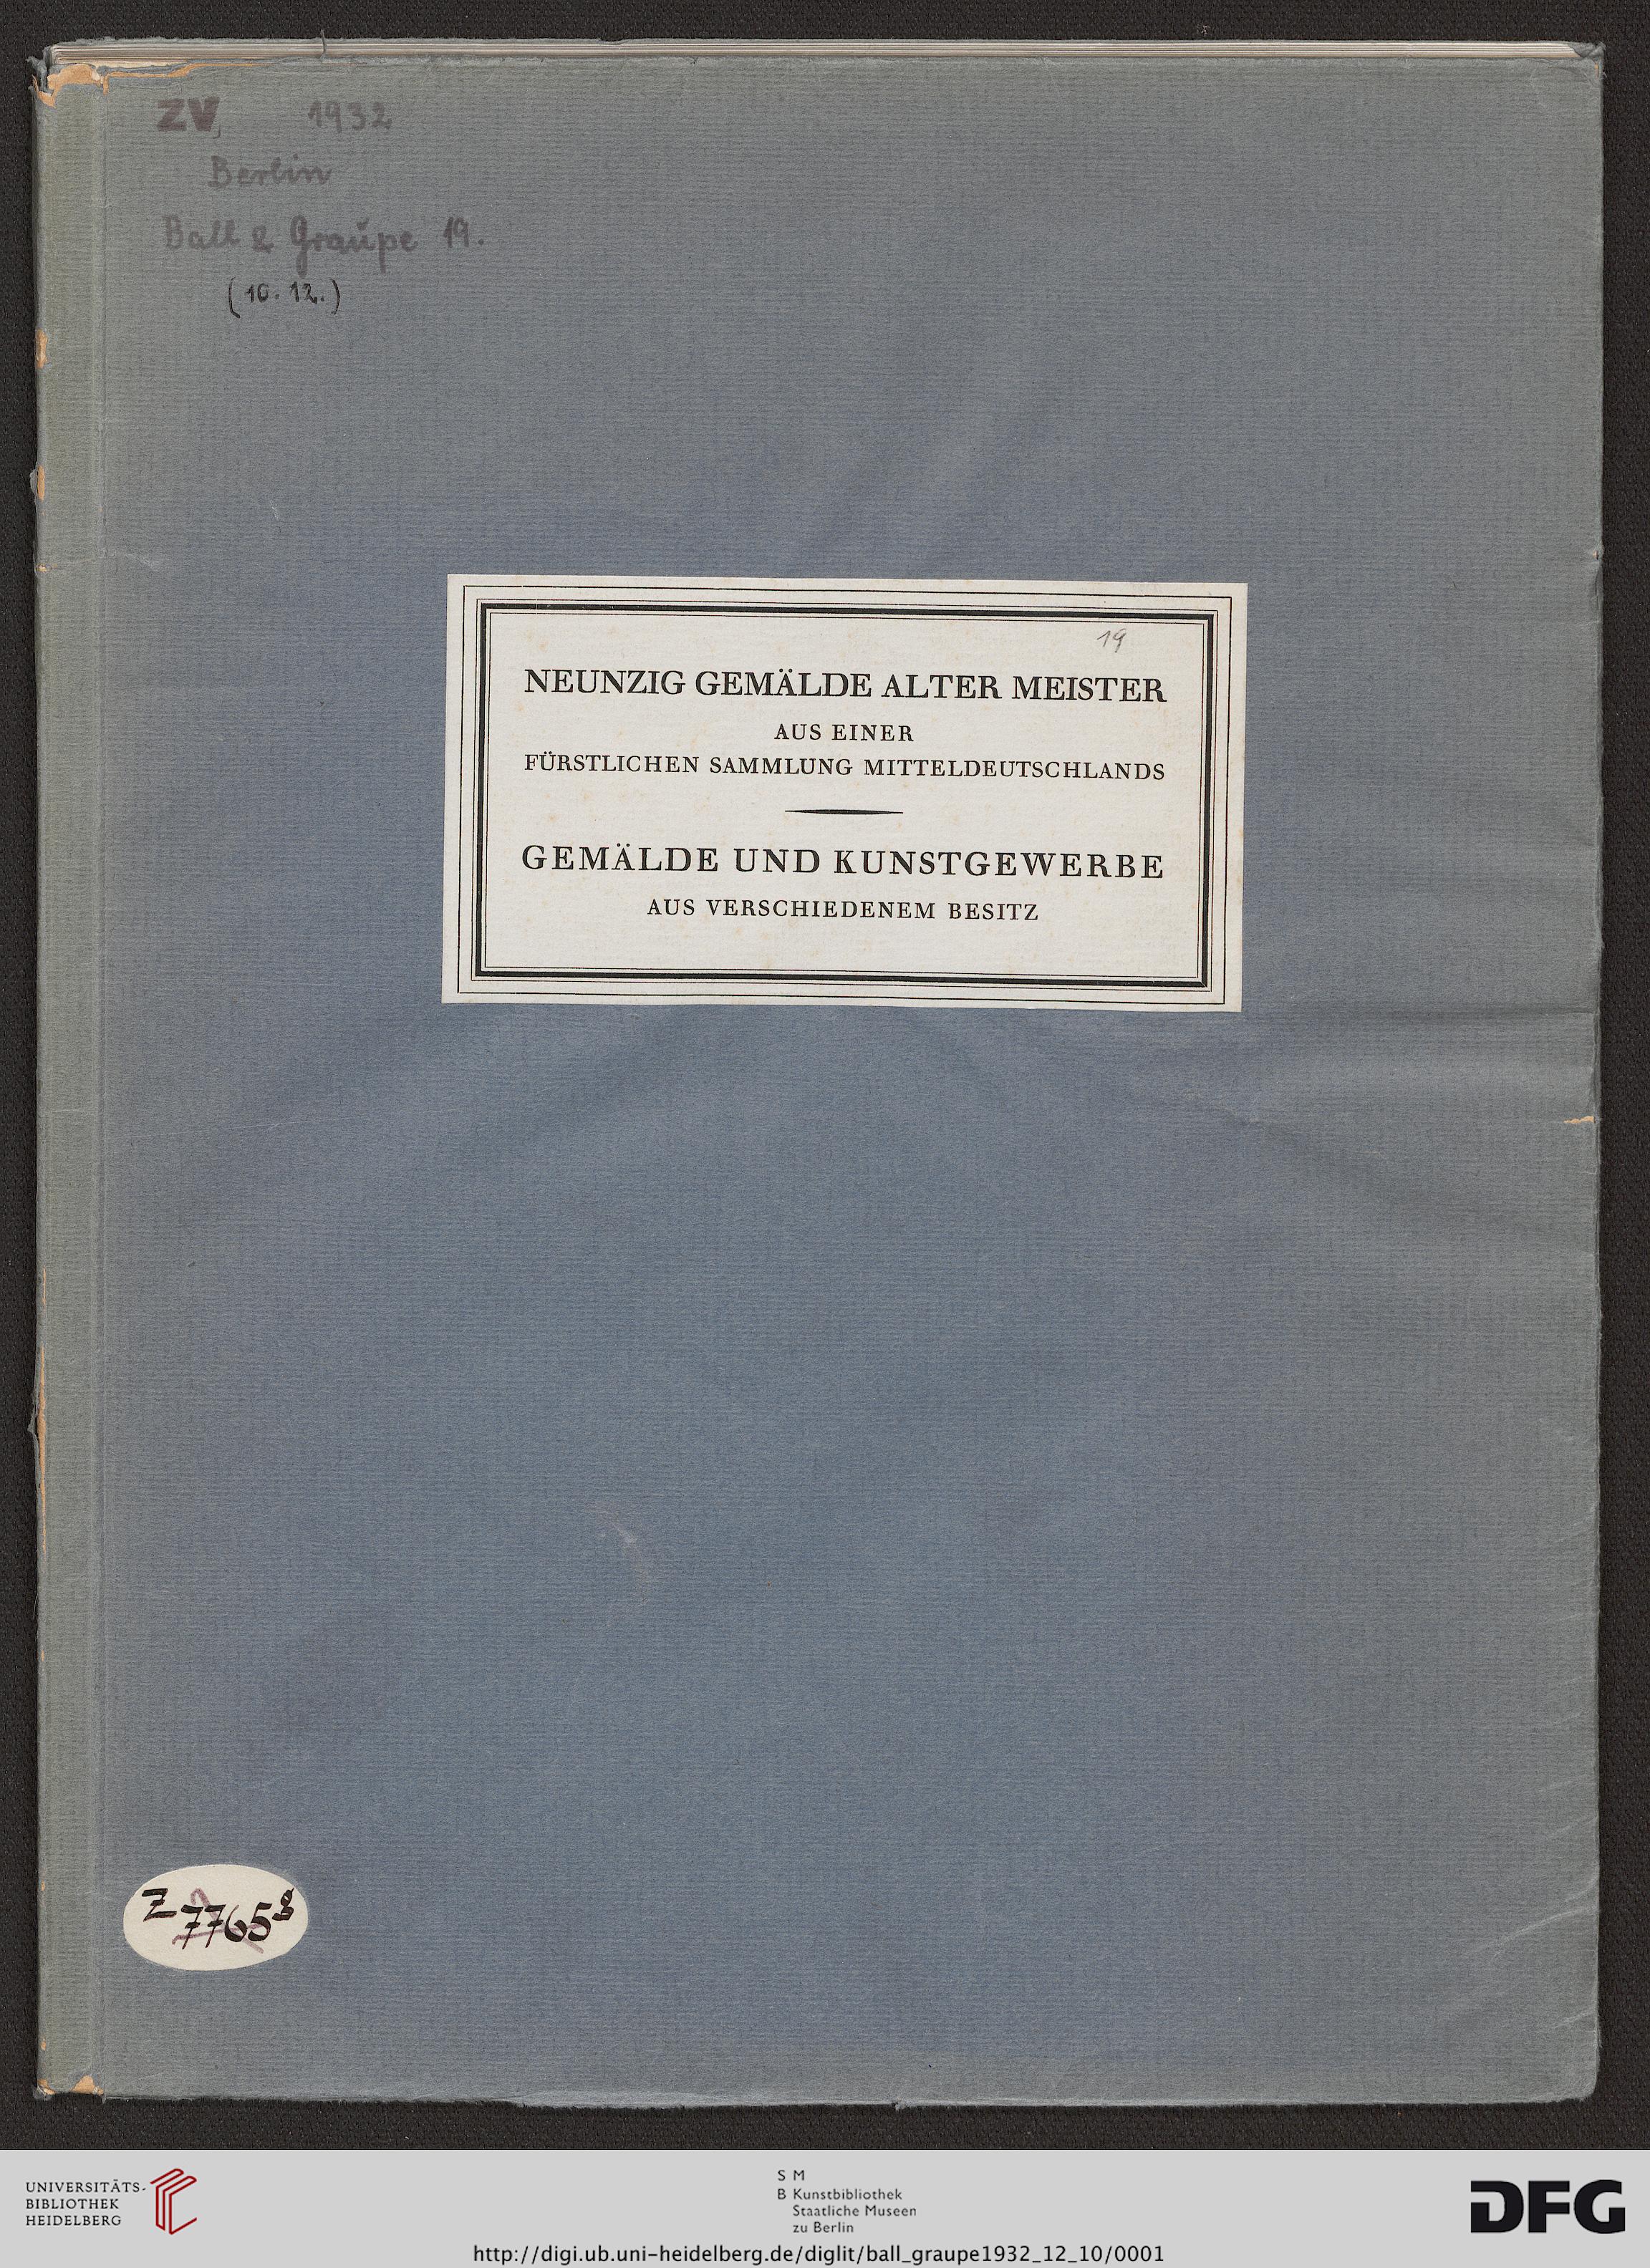 ZV, 1932
Berlin
Ball & Graupe 19.
(10. 12.)
19
NEUNZIG GEMÄLDE ALTER MEISTER
AUS EINER
FÜRSTLICHEN SAMMLUNG MITTELDEUTSCHLANDS
GEMÄLDE UND KUNSTGEWERBE
AUS VERSCHIEDENEM BESITZ
Z 7765
UNIVERSITÄTS-
BIBLIOTHEK
HEIDELBERG
S M
B Kunstbibliothek
Staatliche Museen
zu Berlin
DFG
http://digi.ub.uni-heidelberg.de/diglit/ball_graupe1932_12_10/0001